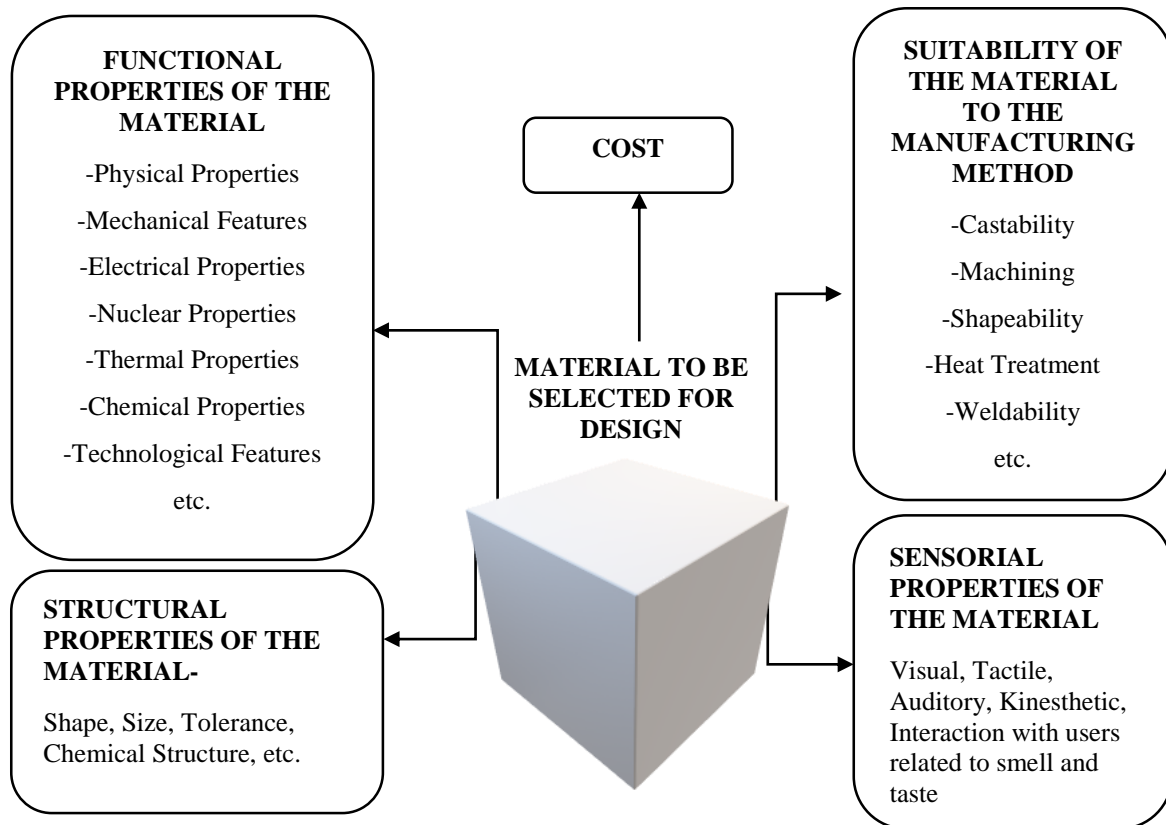 FUNCTIONAL
PROPERTIES OF THE
MATERIAL
-Physical Properties
-Mechanical Features
-Electrical Properties
-Nuclear Properties
-Thermal Properties
-Chemical Properties
-Technological Features
etc.
COST
SUITABILITY OF
THE MATERIAL
TO THE
MANUFACTURING
METHOD
-Castability
-Machining
-Shapeability
-Heat Treatment
-Weldability
etc.
MATERIAL TO BE
SELECTED FOR
DESIGN
STRUCTURAL
PROPERTIES OF THE
MATERIAL-
Shape, Size, Tolerance,
Chemical Structure, etc.
SENSORIAL
PROPERTIES OF
THE MATERIAL
Visual, Tactile,
Auditory, Kinesthetic,
Interaction with users
related to smell and
taste